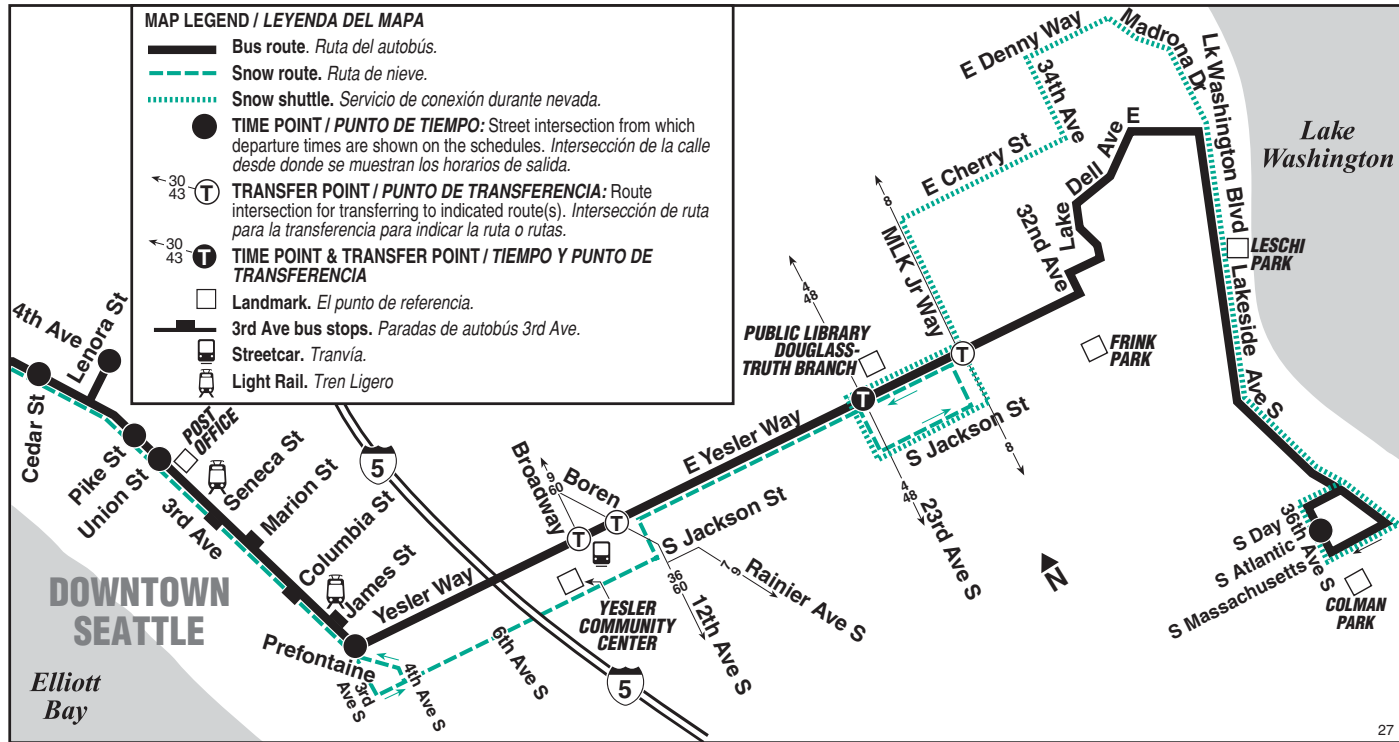 MAP LEGEND / LEYENDA DEL MAPA
Bus route. Ruta del autobús.
Snow route. Ruta de nieve.
Snow shuttle. Servicio de conexión durante nevada.
TIME POINT / PUNTO DE TIEMPO: Street intersection from which
departure times are shown on the schedules. Intersección de la calle
desde donde se muestran los horarios de salida.
30
43
T
TRANSFER POINT / PUNTO DE TRANSFERENCIA: Route
intersection for transferring to indicated route(s). Intersección de ruta
para la transferencia para indicar la ruta o rutas.
30
43
T
TIME POINT & TRANSFER POINT / TIEMPO Y PUNTO DE
TRANSFERENCIA
Landmark. El punto de referencia.
3rd Ave bus stops. Paradas de autobús 3rd Ave.
Streetcar. Tranvía.
Light Rail. Tren Ligero
4th Ave
Lenora St
Cedar St
Pike St
Union St
POST
OFFICE
3rd Ave
Seneca St
Marion St
Columbia St
James St
DOWNTOWN
SEATTLE
Elliott
Bay
Prefontaine
3rd
Ave S
4th Ave S
Yesler Way
6th Ave S
5
5
Broadway
9
60
Boren
T
T
YESLER
COMMUNITY
CENTER
S Jackson St
9
36
60
12th Ave S
7
9
Rainier Ave S
E Yesler Way
PUBLIC LIBRARY
DOUGLASS-
TRUTH BRANCH
4
48
T
4
48
23rd Ave S
S Jackson St
8
MLK Jr Way
T
8
E Cherry St
34th Ave
E Denny Way
Madrona Dr
Lk Washington Blvd
Lakeside Ave S
32nd Ave
Lake Dell Ave E
Lake
Washington
LESCHI
PARK
FRINK
PARK
N
S Day
S Atlantic
S Massachusetts
36th Ave S
COLMAN
PARK
27